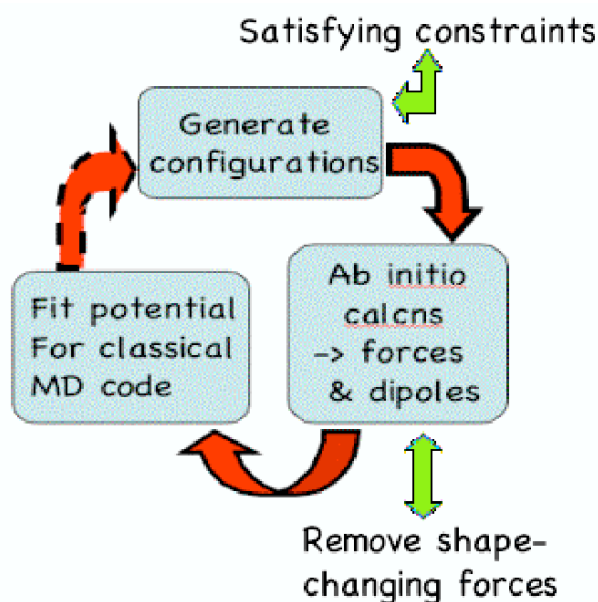 Satisfying constraints
Generate
configurations
Ab initio
calcns
-> forces
& dipoles
Fit potential
For classical
MD code
Remove shape-
changing forces